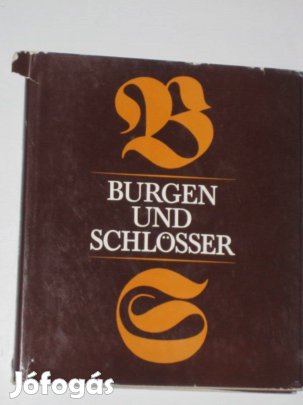 B
BURGEN
UND
SCHLÖSSER
S
Jófogás